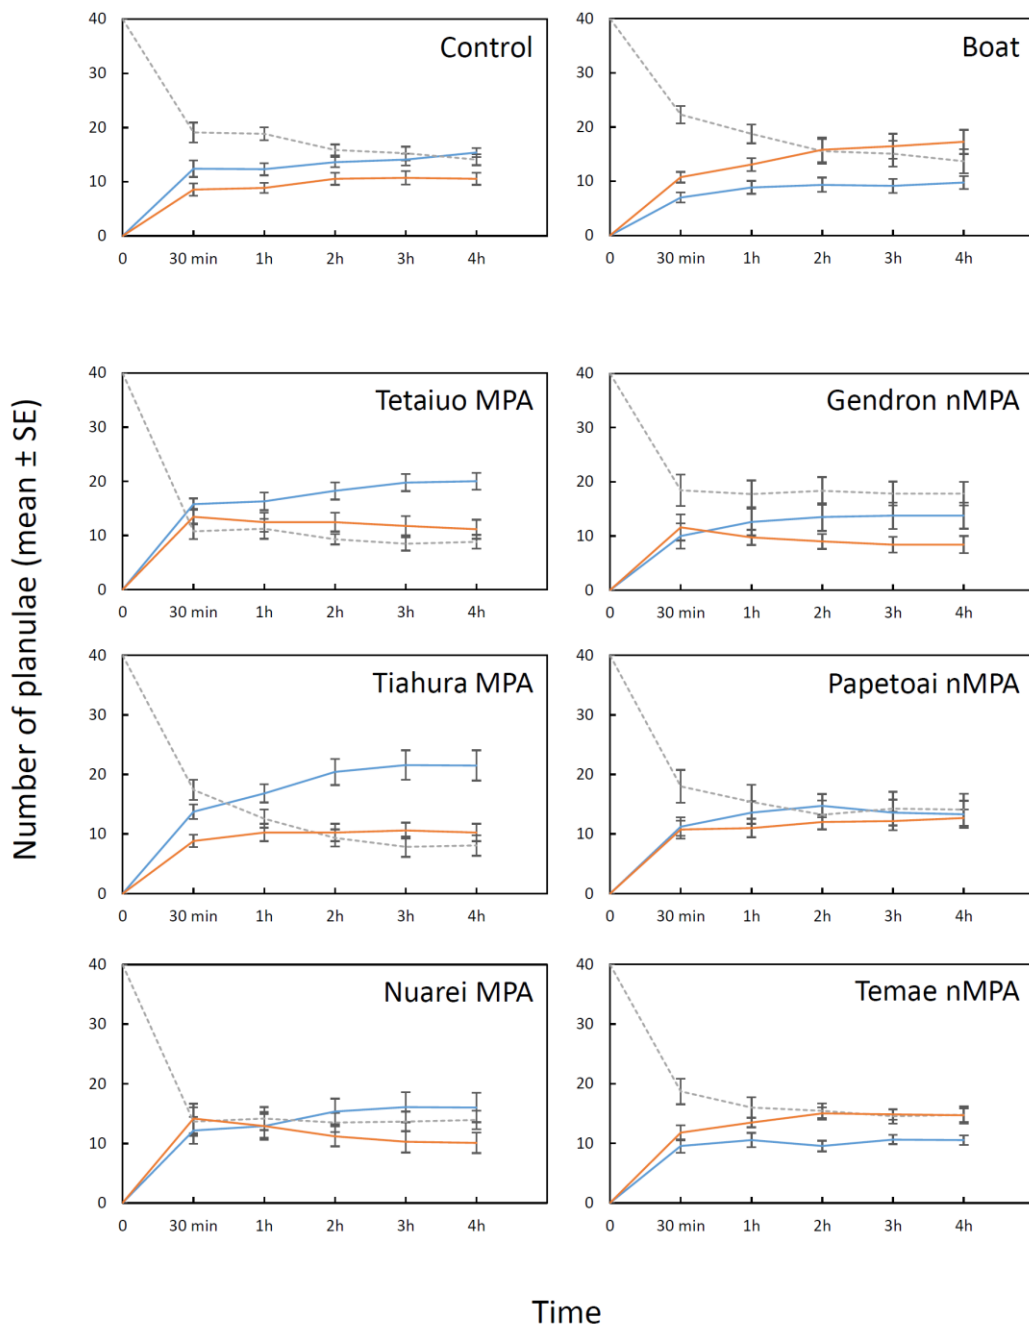 Number of planulae (mean ± SE)
Control
40
30
20
10
0
0 30 min 1h 2h 3h 4h
Boat
40
30
20
10
0
0 30 min 1h 2h 3h 4h
Tetaiuo MPA
40
30
20
10
0
0 30 min 1h 2h 3h 4h
Gendron nMPA
40
30
20
10
0
0 30 min 1h 2h 3h 4h
Tiahura MPA
40
30
20
10
0
0 30 min 1h 2h 3h 4h
Papetoai nMPA
40
30
20
10
0
0 30 min 1h 2h 3h 4h
Nuarei MPA
40
30
20
10
0
0 30 min 1h 2h 3h 4h
Temae nMPA
40
30
20
10
0
0 30 min 1h 2h 3h 4h
Time